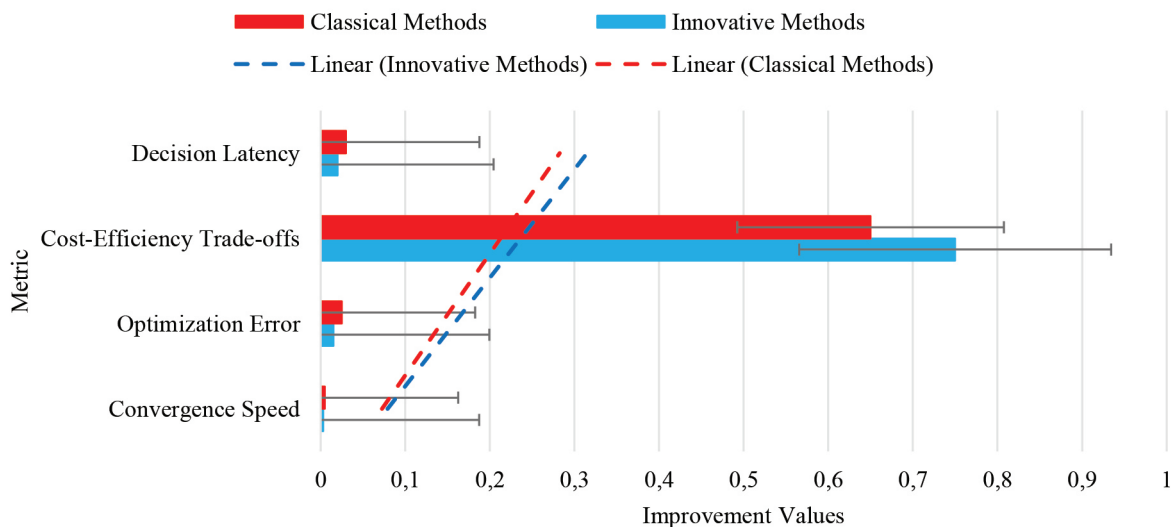 Classical Methods
Innovative Methods
Linear (Innovative Methods)
Linear (Classical Methods)
Metric
Decision Latency
Cost-Efficiency Trade-offs
Optimization Error
Convergence Speed
0 0,1 0,2 0,3 0,4 0,5 0,6 0,7 0,8 0,9 1
Improvement Values